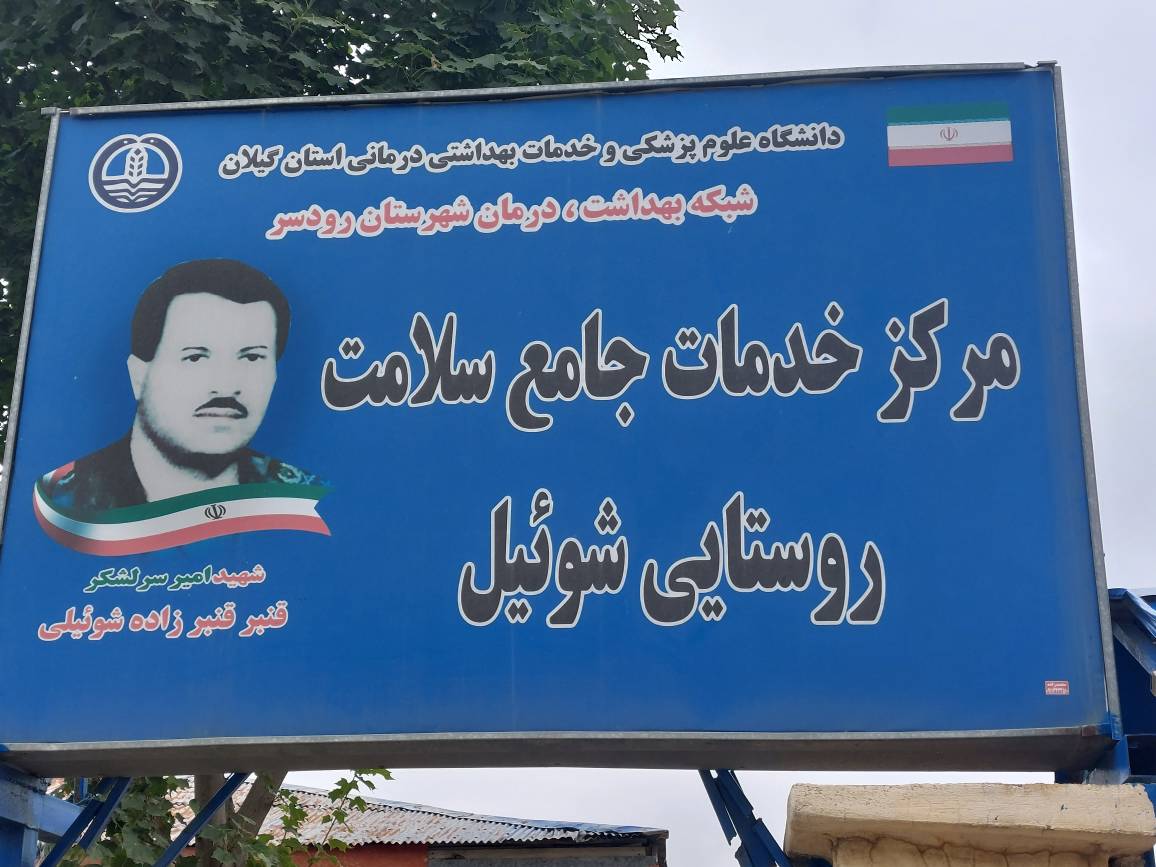 دانشگاه علوم پزشکی و خدمات بهداشتی درمانی استان گیلان
شبکه بهداشت ، درمان شهرستان رودسر
مرکز خدمات جامع سلامت
روستایی شوئیل
شهید امیر سرلشکر
قنبر قنبر زاده شوئیلی